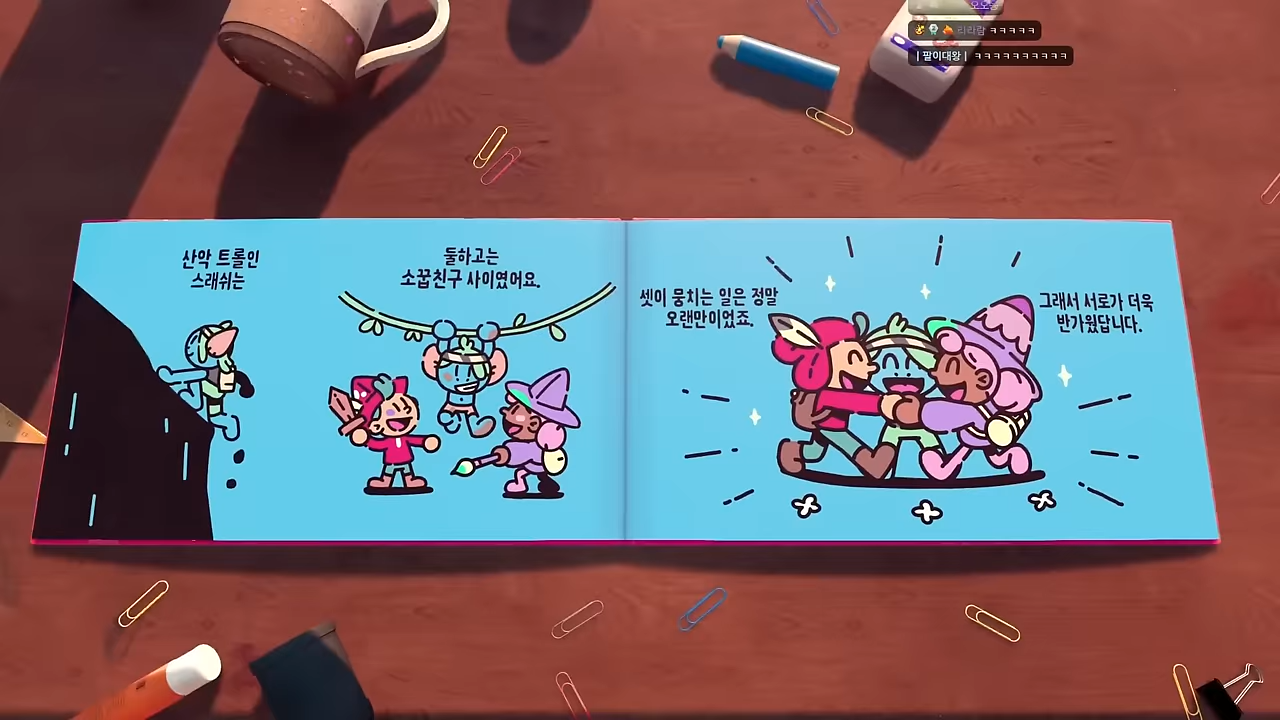 라라람 ㅋㅋㅋㅋㅋ
| 팔이대왕 | ㅋㅋㅋㅋㅋㅋㅋㅋㅋㅋ
산악 트롤인
스래쉬는
둘하고는
소꿉친구 사이였어요.
셋이 뭉치는 일은 정말
오랜만이었죠.
그래서 서로가 더욱
반가웠답니다.